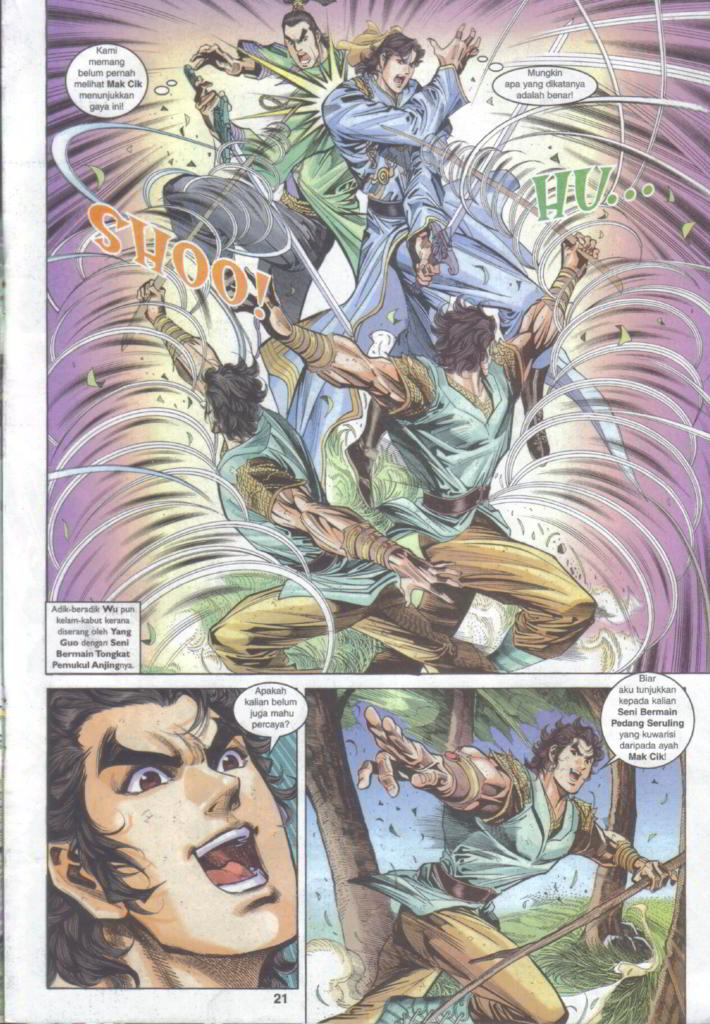 Kami
memang
belum pernah
melihat Mak Cik
menunjukkan
gaya ini!
Mungkin
apa yang dikatanya
adalah benar!
HU...
SHOO!
Adik-beradik Wu pun
kelam-kabut kerana
diserang oleh Yang
Guo dengan Seni
Bermain Tongkat
Pemukul Anjingnya.
Apakah
kalian belum
juga mahu
percaya?
Biar
aku tunjukkan
kepada kalian
Seni Bermain
Pedang Seruling
yang kuwarisi
daripada ayah
Mak Cik!
21